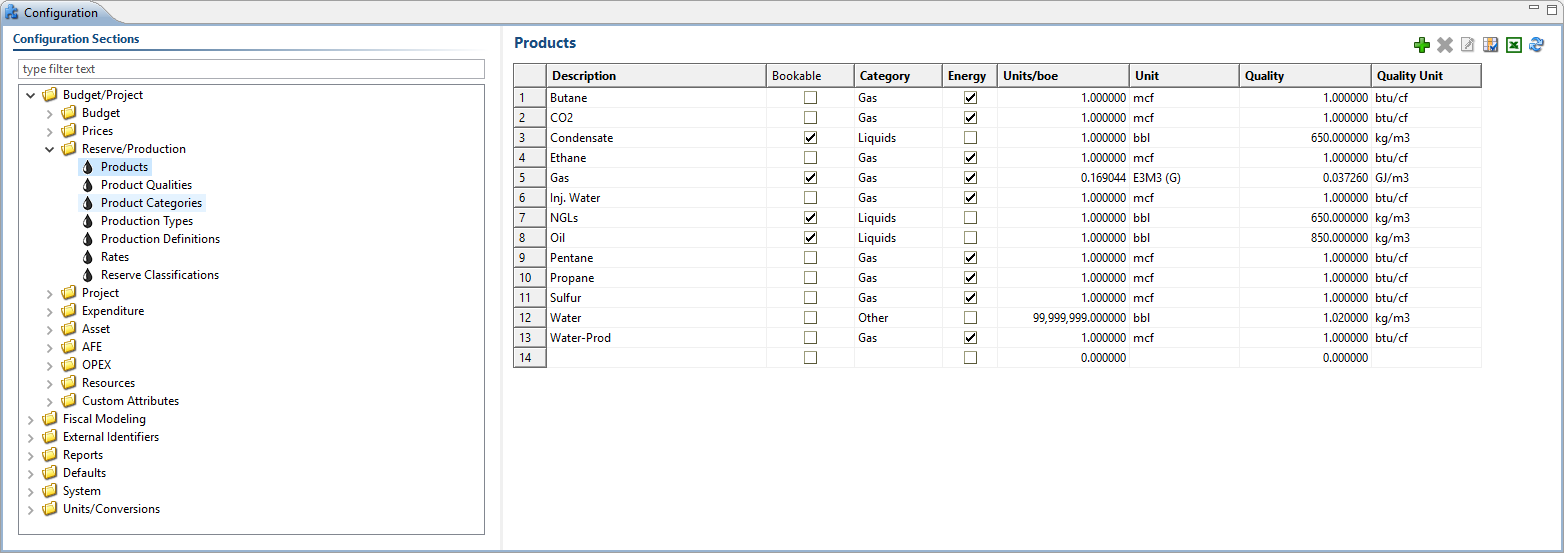 Configuration
Configuration Sections
type filter text
Budget/Project
Budget
Prices
Reserve/Production
Products
Product Qualities
Product Categories
Production Types
Production Definitions
Rates
Reserve Classifications
Project
Expenditure
Asset
AFE
OPEX
Resources
Custom Attributes
Fiscal Modeling
External Identifiers
Reports
Defaults
System
Units/Conversions
Products
Description Bookable Category Energy Units/boe Unit Quality Quality Unit
1 Butane Gas 1.000000 mcf 1.000000 btu/cf
2 CO2 Gas 1.000000 mcf 1.000000 btu/cf
3 Condensate Liquids 1.000000 bbl 650.000000 kg/m3
4 Ethane Gas 1.000000 mcf 1.000000 btu/cf
5 Gas Gas 0.169044 E3M3 (G) 0.037260 GJ/m3
6 Inj. Water Gas 1.000000 mcf 1.000000 btu/cf
7 NGLs Liquids 1.000000 bbl 650.000000 kg/m3
8 Oil Liquids 1.000000 bbl 850.000000 kg/m3
9 Pentane Gas 1.000000 mcf 1.000000 btu/cf
10 Propane Gas 1.000000 mcf 1.000000 btu/cf
11 Sulfur Gas 1.000000 mcf 1.000000 btu/cf
12 Water Other 99,999,999.000000 bbl 1.020000 kg/m3
13 Water-Prod Gas 1.000000 mcf 1.000000 btu/cf
14 0.000000 0.000000